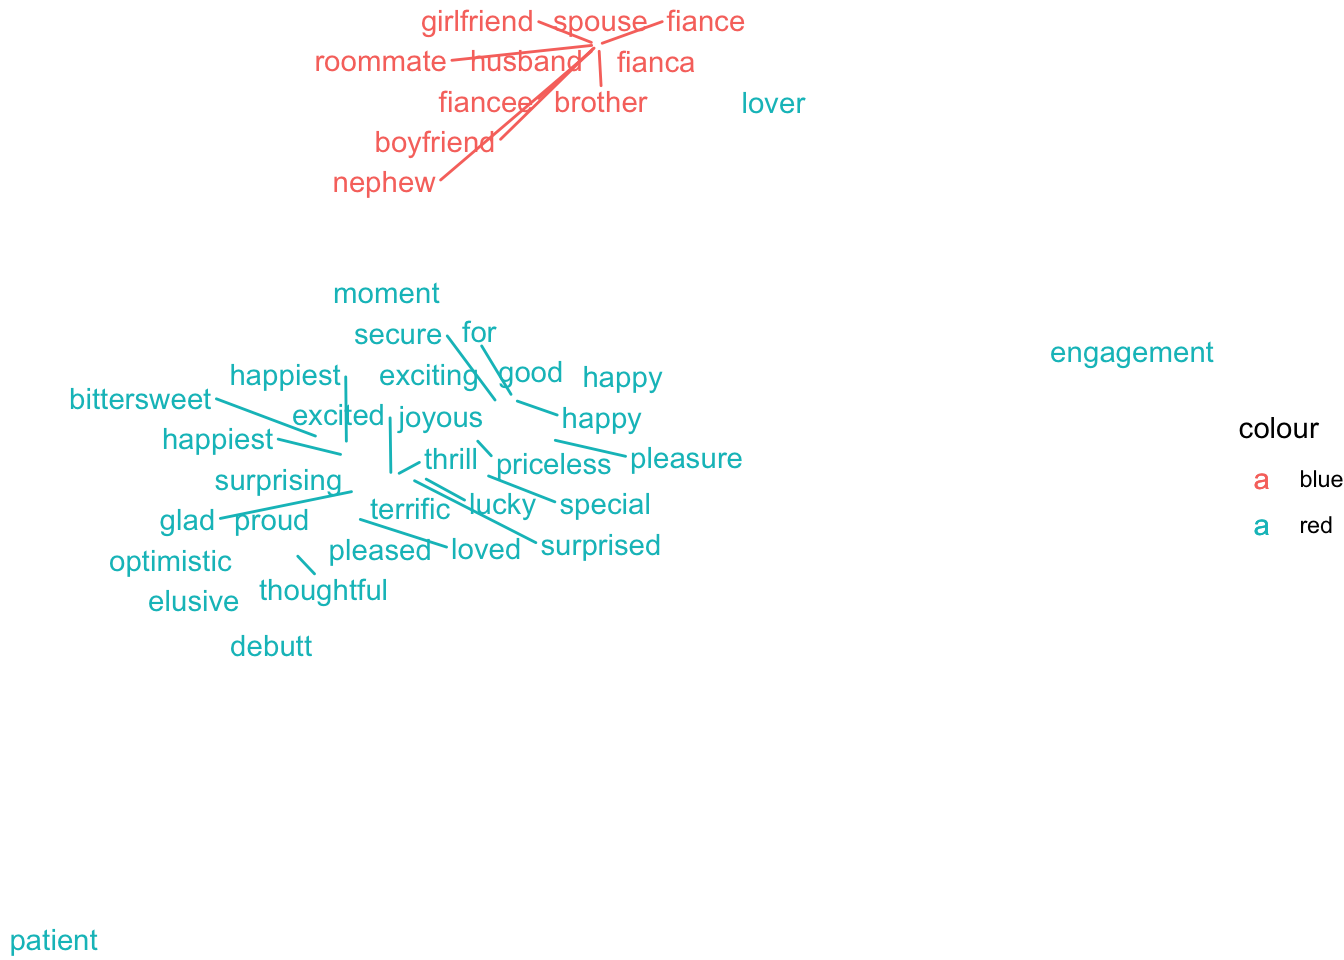 girlfriend spouse fiance
roommate husband fianca
fiancee brother lover
boyfriend
nephew
moment
secure for
happiest exciting good happy
bittersweet
excited joyous happy
happiest thrill priceless pleasure
surprising
terrific lucky special
glad proud
pleased loved surprised
optimistic
thoughtful
elusive
debutt
patient
engagement
colour
a blue
a red